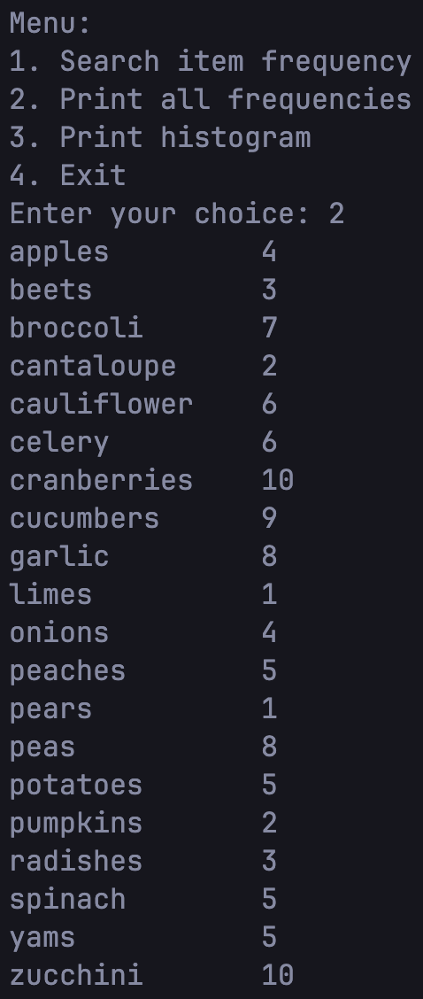 Menu:
1. Search item frequency
2. Print all frequencies
3. Print histogram
4. Exit
Enter your choice: 2
apples         4
beets          3
broccoli       7
cantaloupe     2
cauliflower    6
celery         6
cranberries    10
cucumbers      9
garlic         8
limes          1
onions         4
peaches        5
pears          1
peas           8
potatoes       5
pumpkins       2
radishes       3
spinach        5
yams           5
zucchini       10